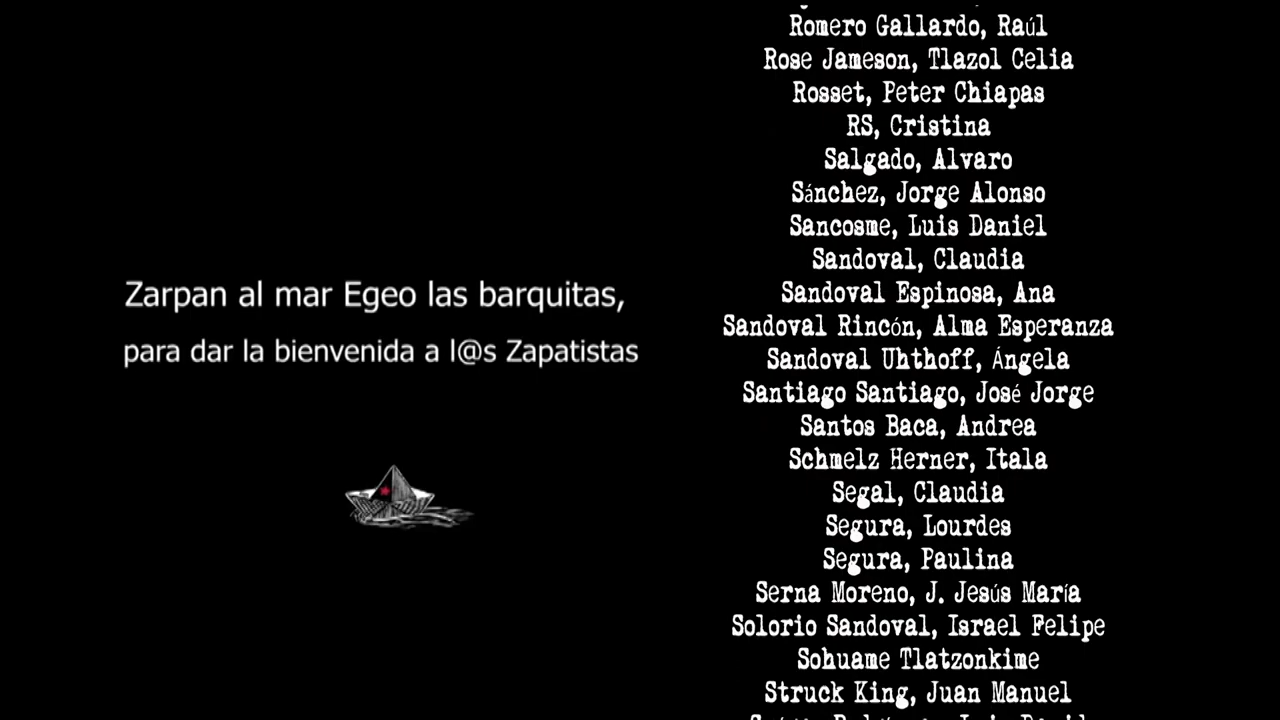 Zarpan al mar Egeo las barquitas,
para dar la bienvenida a l@s Zapatistas
Romero Gallardo, Raúl
Rose Jameson, Tlazol Celia
Rosset, Peter Chiapas
RS, Cristina
Salgado, Alvaro
Sánchez, Jorge Alonso
Sancosme, Luis Daniel
Sandoval, Claudia
Sandoval Espinosa, Ana
Sandoval Rincón, Alma Esperanza
Sandoval Uhthoff, Ángela
Santiago Santiago, José Jorge
Santos Baca, Andrea
Schmelz Herner, Itala
Segal, Claudia
Segura, Lourdes
Segura, Paulina
Serna Moreno, J. Jesús María
Solorio Sandoval, Israel Felipe
Sohuame Tlatzonkime
Struck King, Juan Manuel